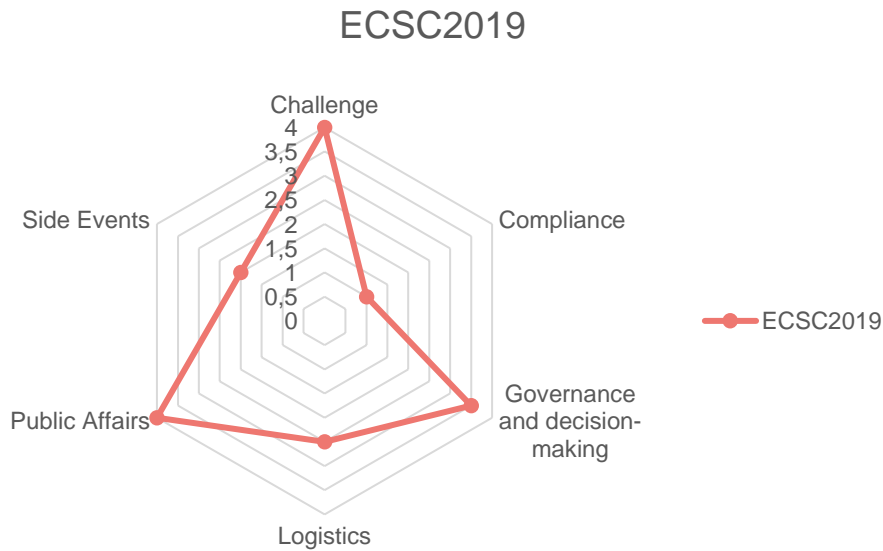 ECSC2019
Challenge
4
3,5
3
2,5
2
1,5
1
0,5
0
Side Events
Compliance
ECSC2019
Public Affairs
Governance
and decision-
making
Logistics